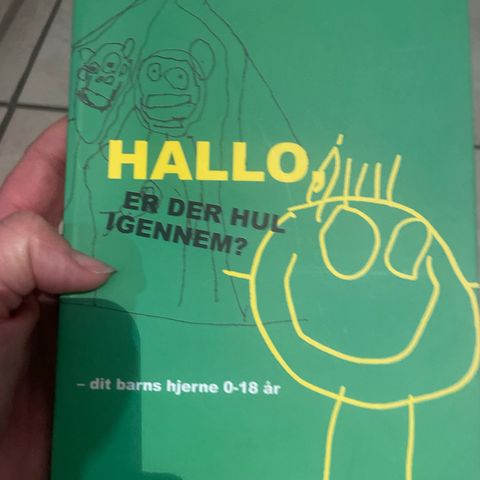 HALLO,
ER DER HUL
IGENNEM?
– dit barns hjerne 0-18 år